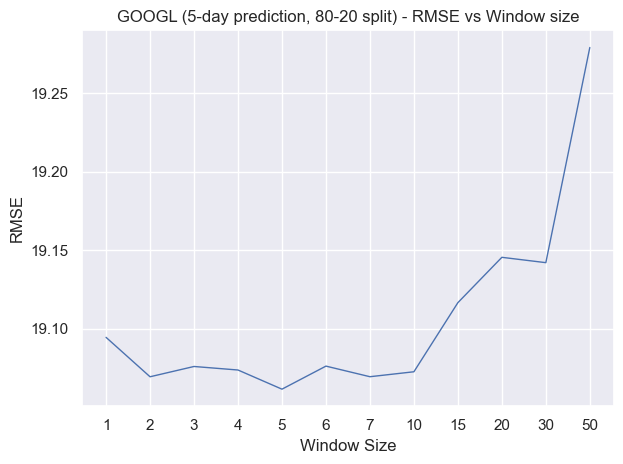 GOOGL (5-day prediction, 80-20 split) - RMSE vs Window size
19.25
19.20
19.15
19.10
RMSE
1 2 3 4 5 6 7 10 15 20 30 50
Window Size